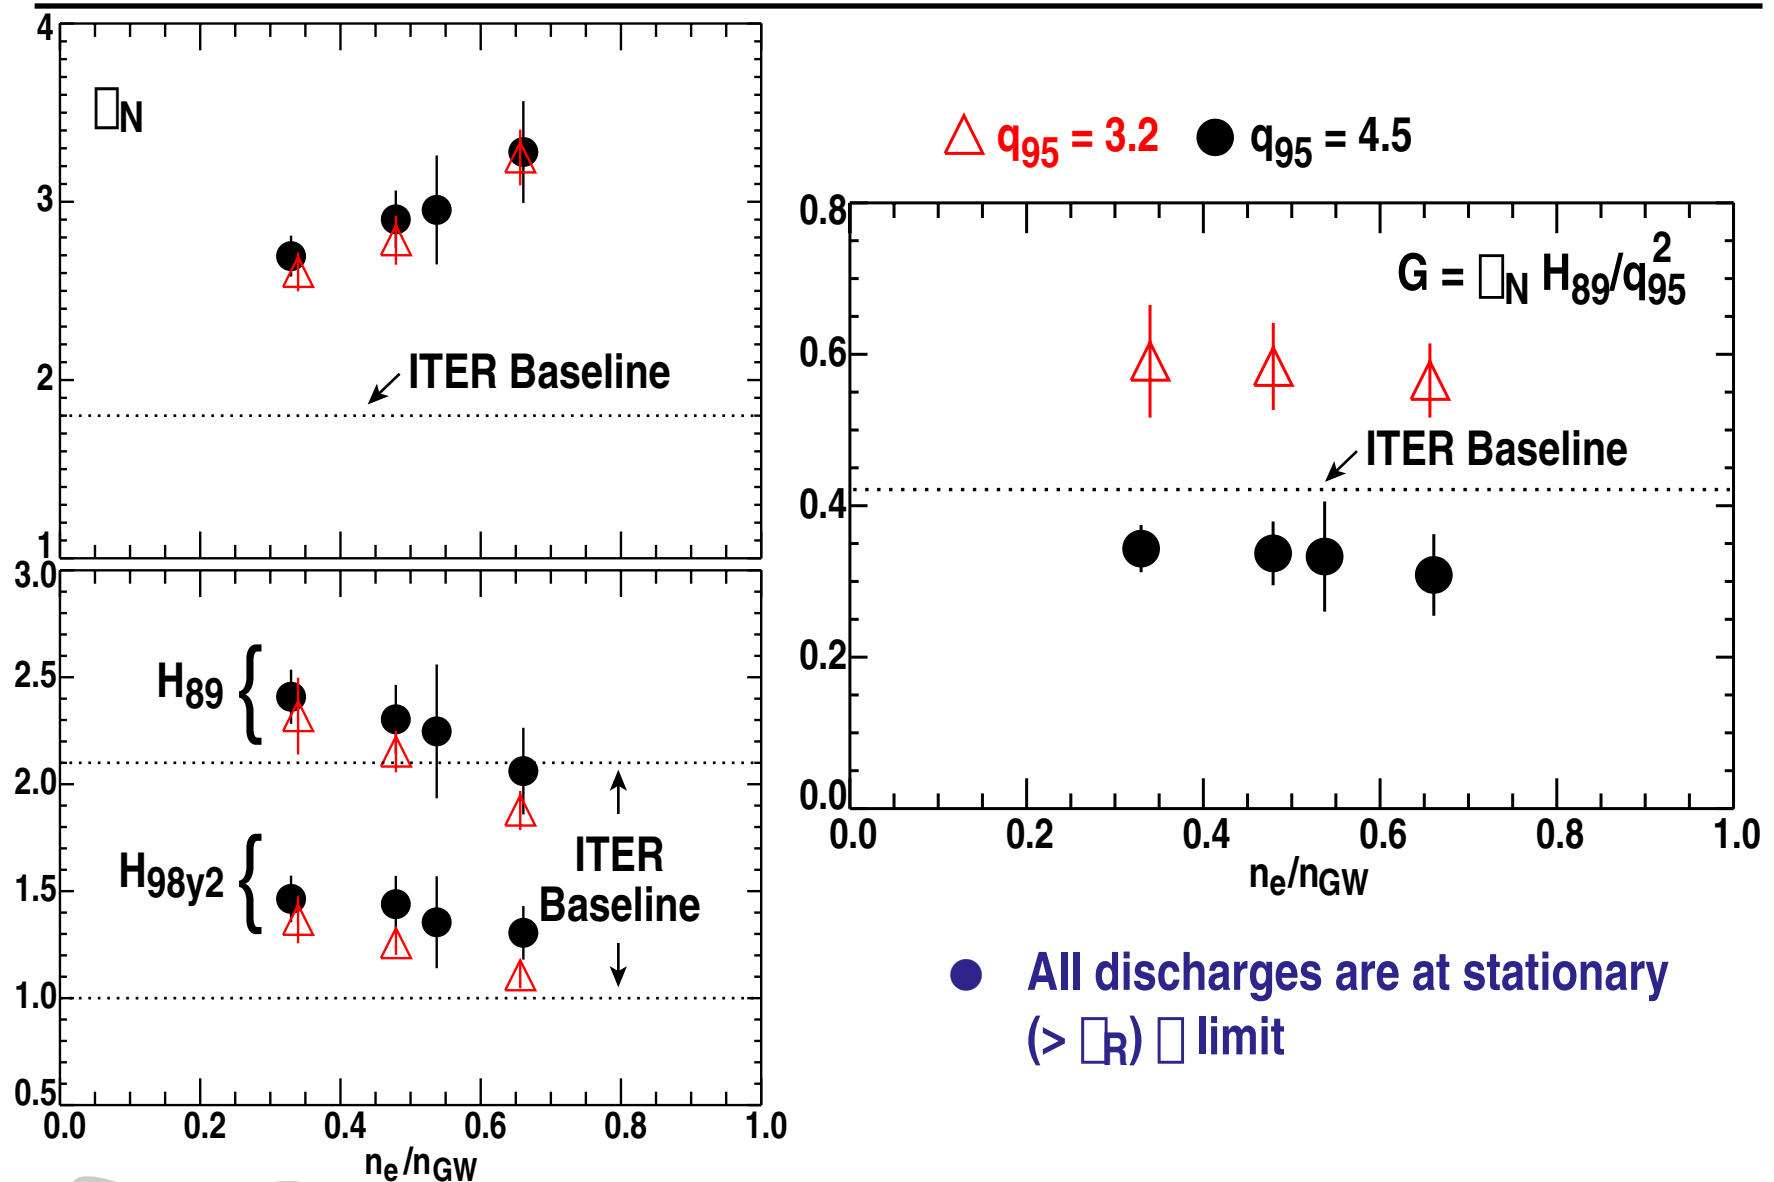 4
3
2
1
□N
ITER Baseline
3.0
2.5
2.0
1.5
1.0
0.5
H89 {
H98y2 {
ITER
Baseline
0.0 0.2 0.4 0.6 0.8 1.0
ne/nGW
q95 = 3.2 q95 = 4.5
0.8
0.6
0.4
0.2
0.0
G = □N H89/q95²
ITER Baseline
0.0 0.2 0.4 0.6 0.8 1.0
ne/nGW
● All discharges are at stationary
(> □R) □ limit